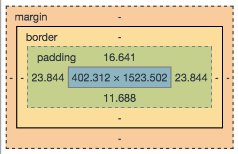 margin -
border -
padding 16.641
- - 23.844 402.312 × 1523.502 23.844 - -
11.688
-
-